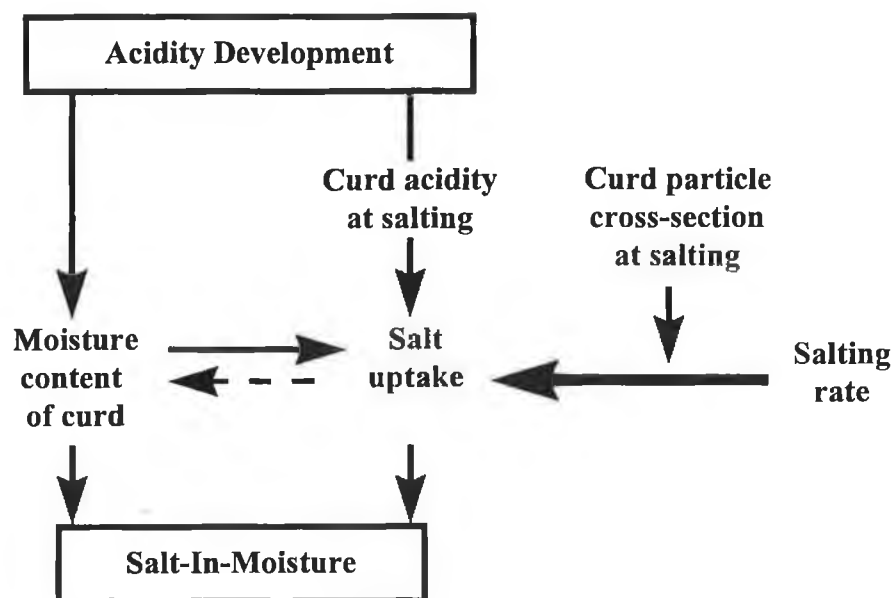 Acidity Development
Curd acidity
at salting
Curd particle
cross-section
at salting
Moisture
content
of curd
Salt
uptake
Salting
rate
Salt-In-Moisture